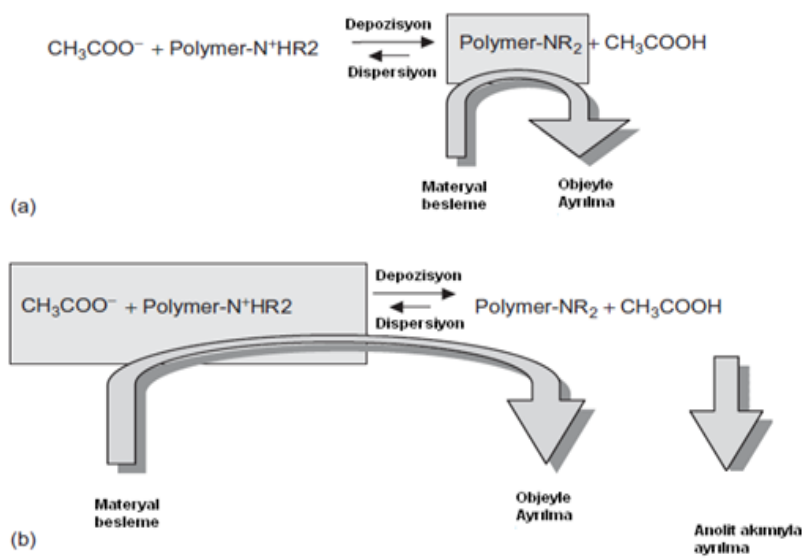 Depozisyon
CH₃COO⁻ + Polymer-N⁺HR2 Polymer-NR₂ + CH₃COOH
Dispersiyon
Materyal besleme
Objeyle Ayrılma
(a)
Depozisyon
CH₃COO⁻ + Polymer-N⁺HR2 Polymer-NR₂ + CH₃COOH
Dispersiyon
Materyal besleme
Objeyle Ayrılma
Anolit akımıyla ayrılma
(b)